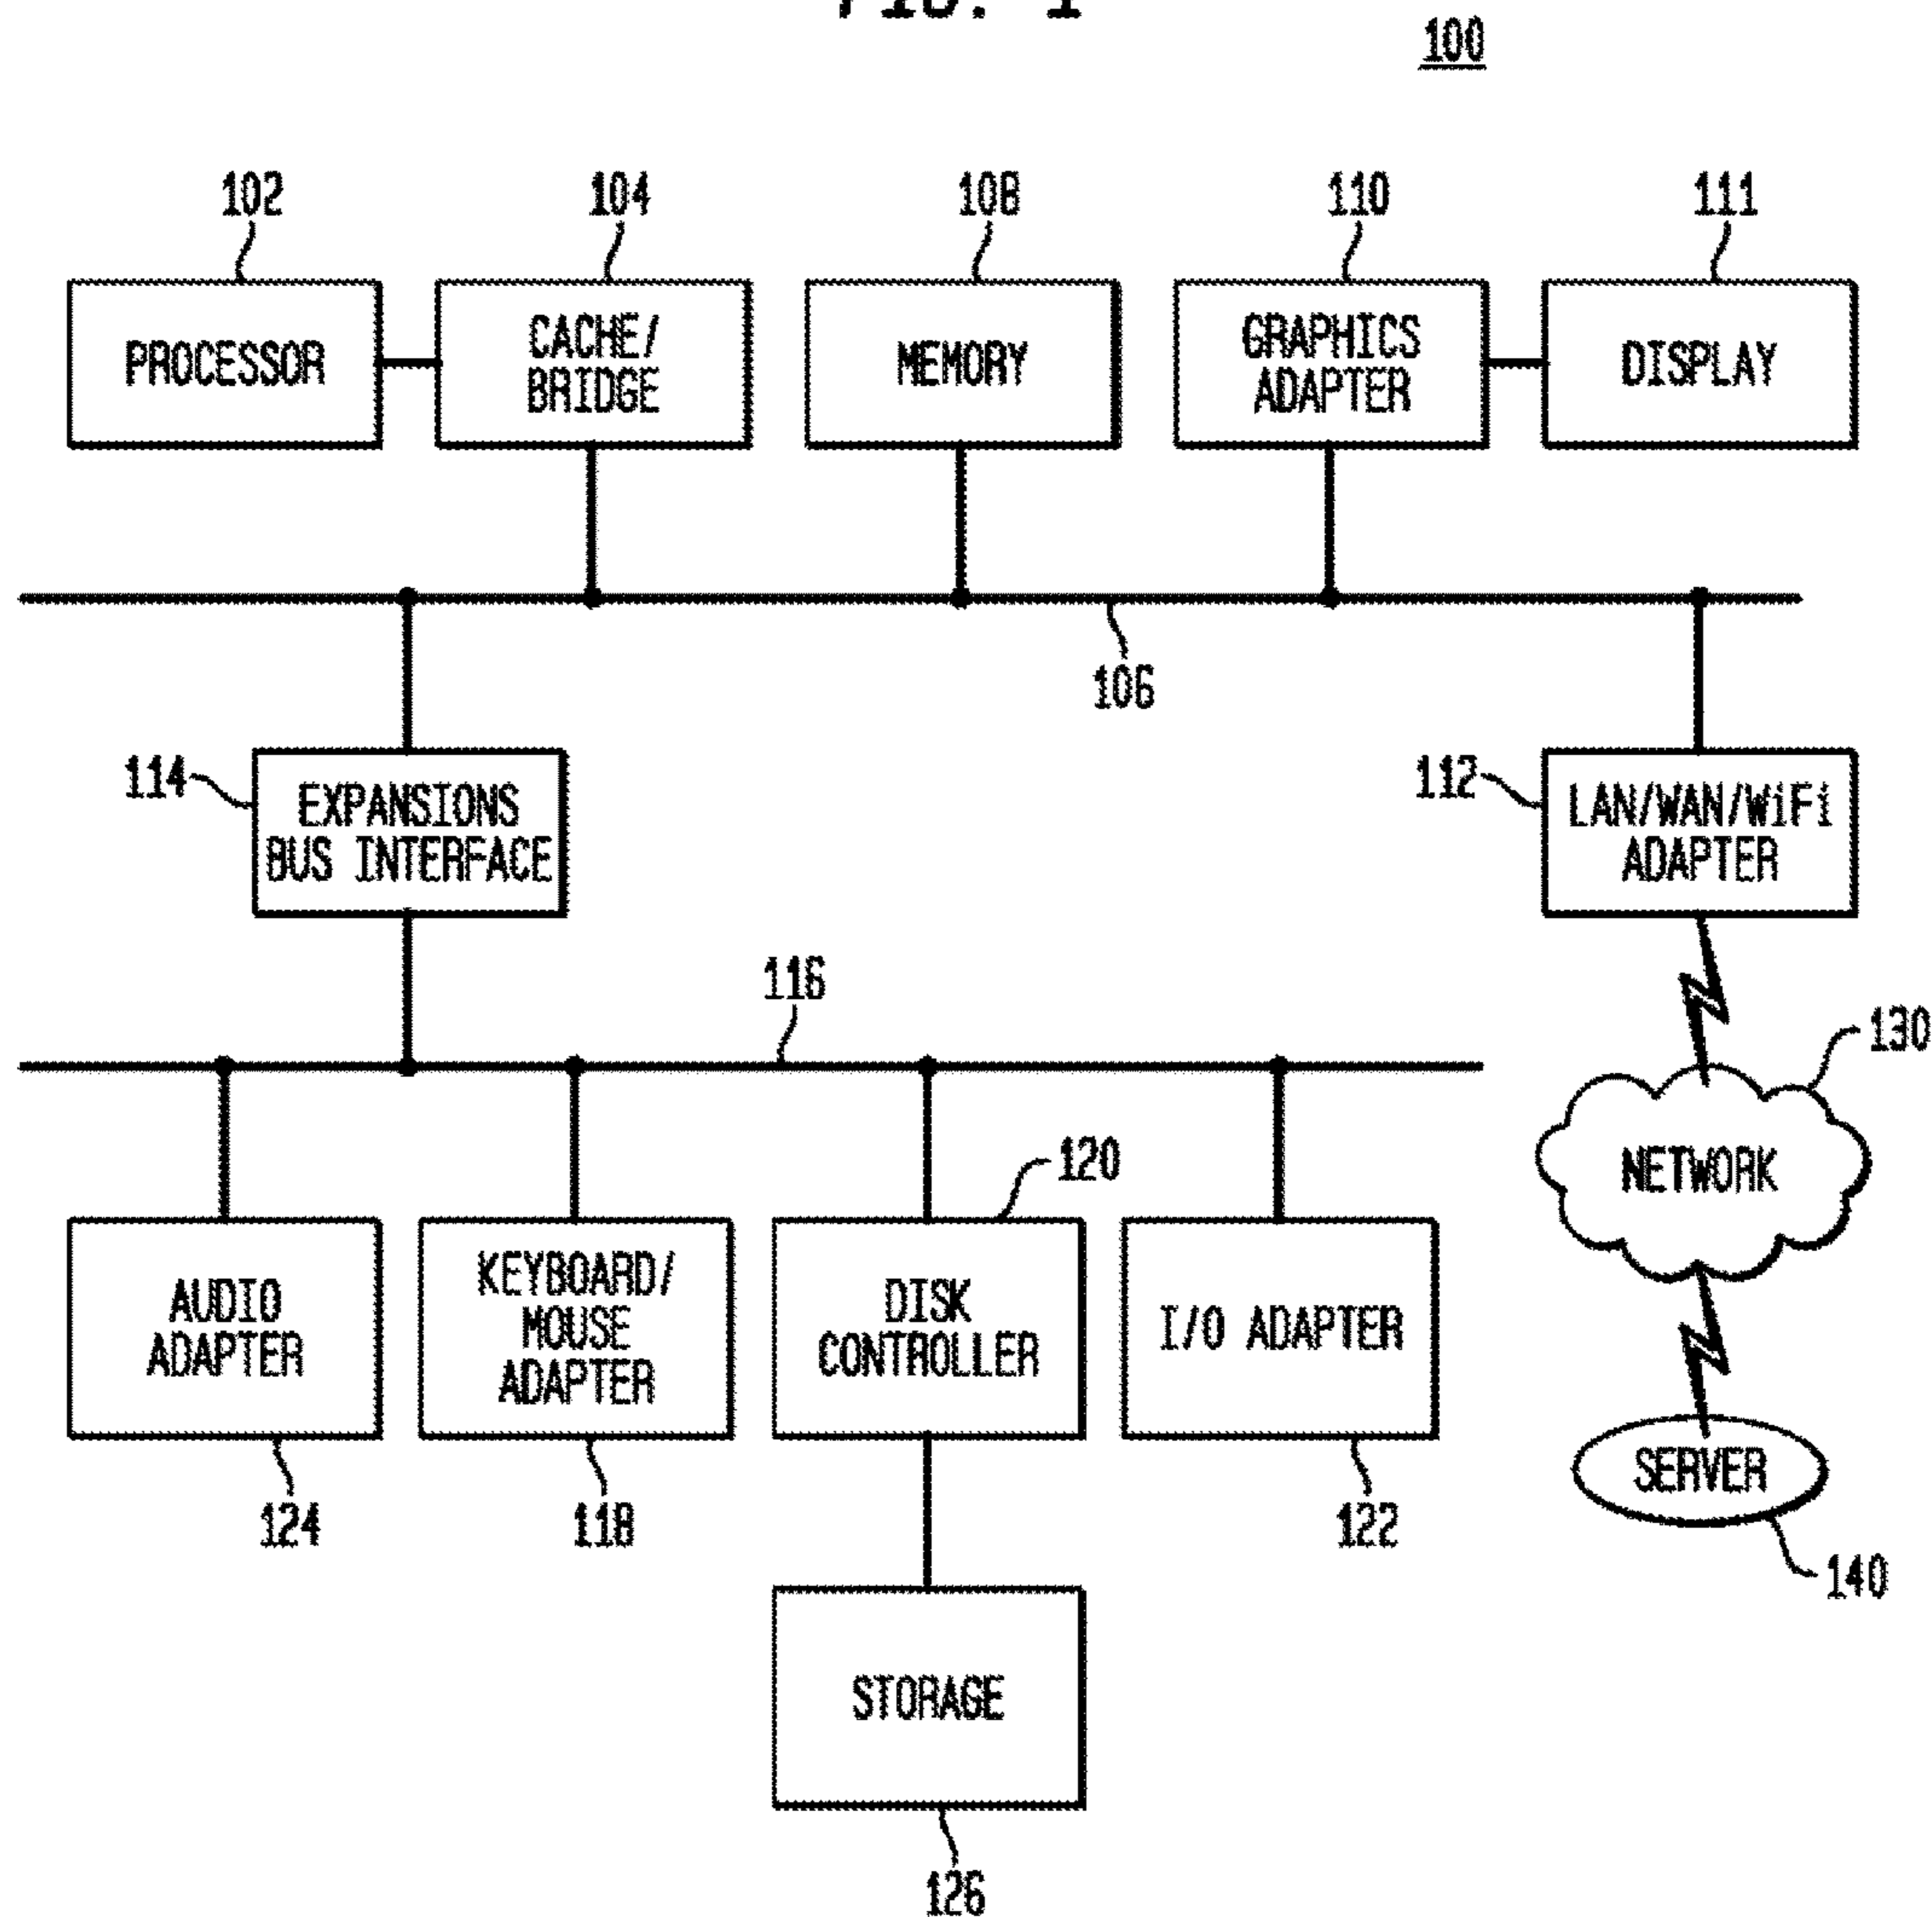 FIG. 1
100
102
104
108
110
111
PROCESSOR
CACHE/
BRIDGE
MEMORY
GRAPHICS
ADAPTER
DISPLAY
106
114
EXPANSIONS
BUS INTERFACE
112
LAN/WAN/WiFi
ADAPTER
116
130
NETWORK
120
AUDIO
ADAPTER
KEYBOARD/
MOUSE
ADAPTER
DISK
CONTROLLER
I/O ADAPTER
SERVER
124
118
122
140
STORAGE
126